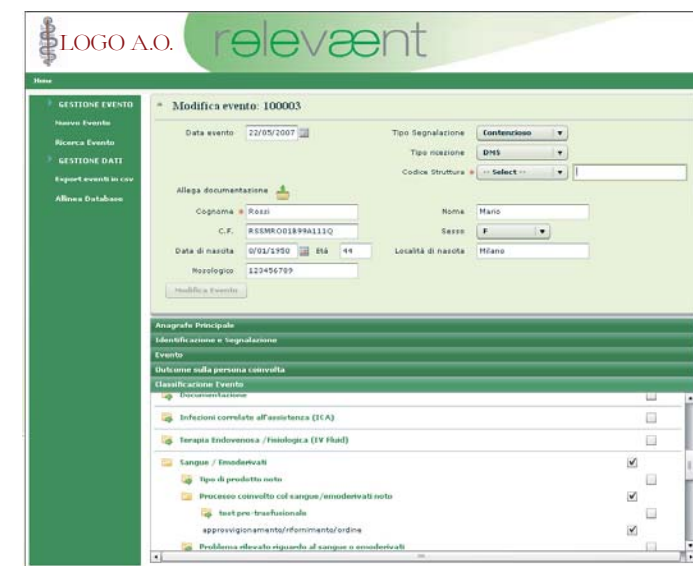 LOGO A.O.
relevænt
Home
GESTIONE EVENTO
Nuovo Evento
Ricerca Evento
GESTIONE DATI
Export eventi in csv
Allinea Database
Modifica evento: 100003
Data evento 22/05/2007 Tipo Segnalazione Contenzioso
Tipo ricezione DMS
Codice Struttura * -- Select --
Allega documentazione
Cognome * Rossi Nome Mario
C.F. RSSMRO01B99A111Q Sesso F
Data di nascita 0/01/1950 Età 44 Località di nascita Milano
Nosologico 123456789
Modifica Evento
Anagrafe Principale
Identificazione e Segnalazione
Evento
Outcome sulla persona coinvolta
Classificazione Evento
Documentazione
Infezioni correlate all'assistenza (ICA)
Terapia Endovenosa /Fisiologica (EV Fluid)
Sangue / Emoderivati
Tipo di prodotto noto
Processo coinvolto col sangue/emoderivati noto
test pre-trasfusionale
approvvigionamento/rifornimento/ordine
Problema rilevato riguardo al sangue o emoderivati